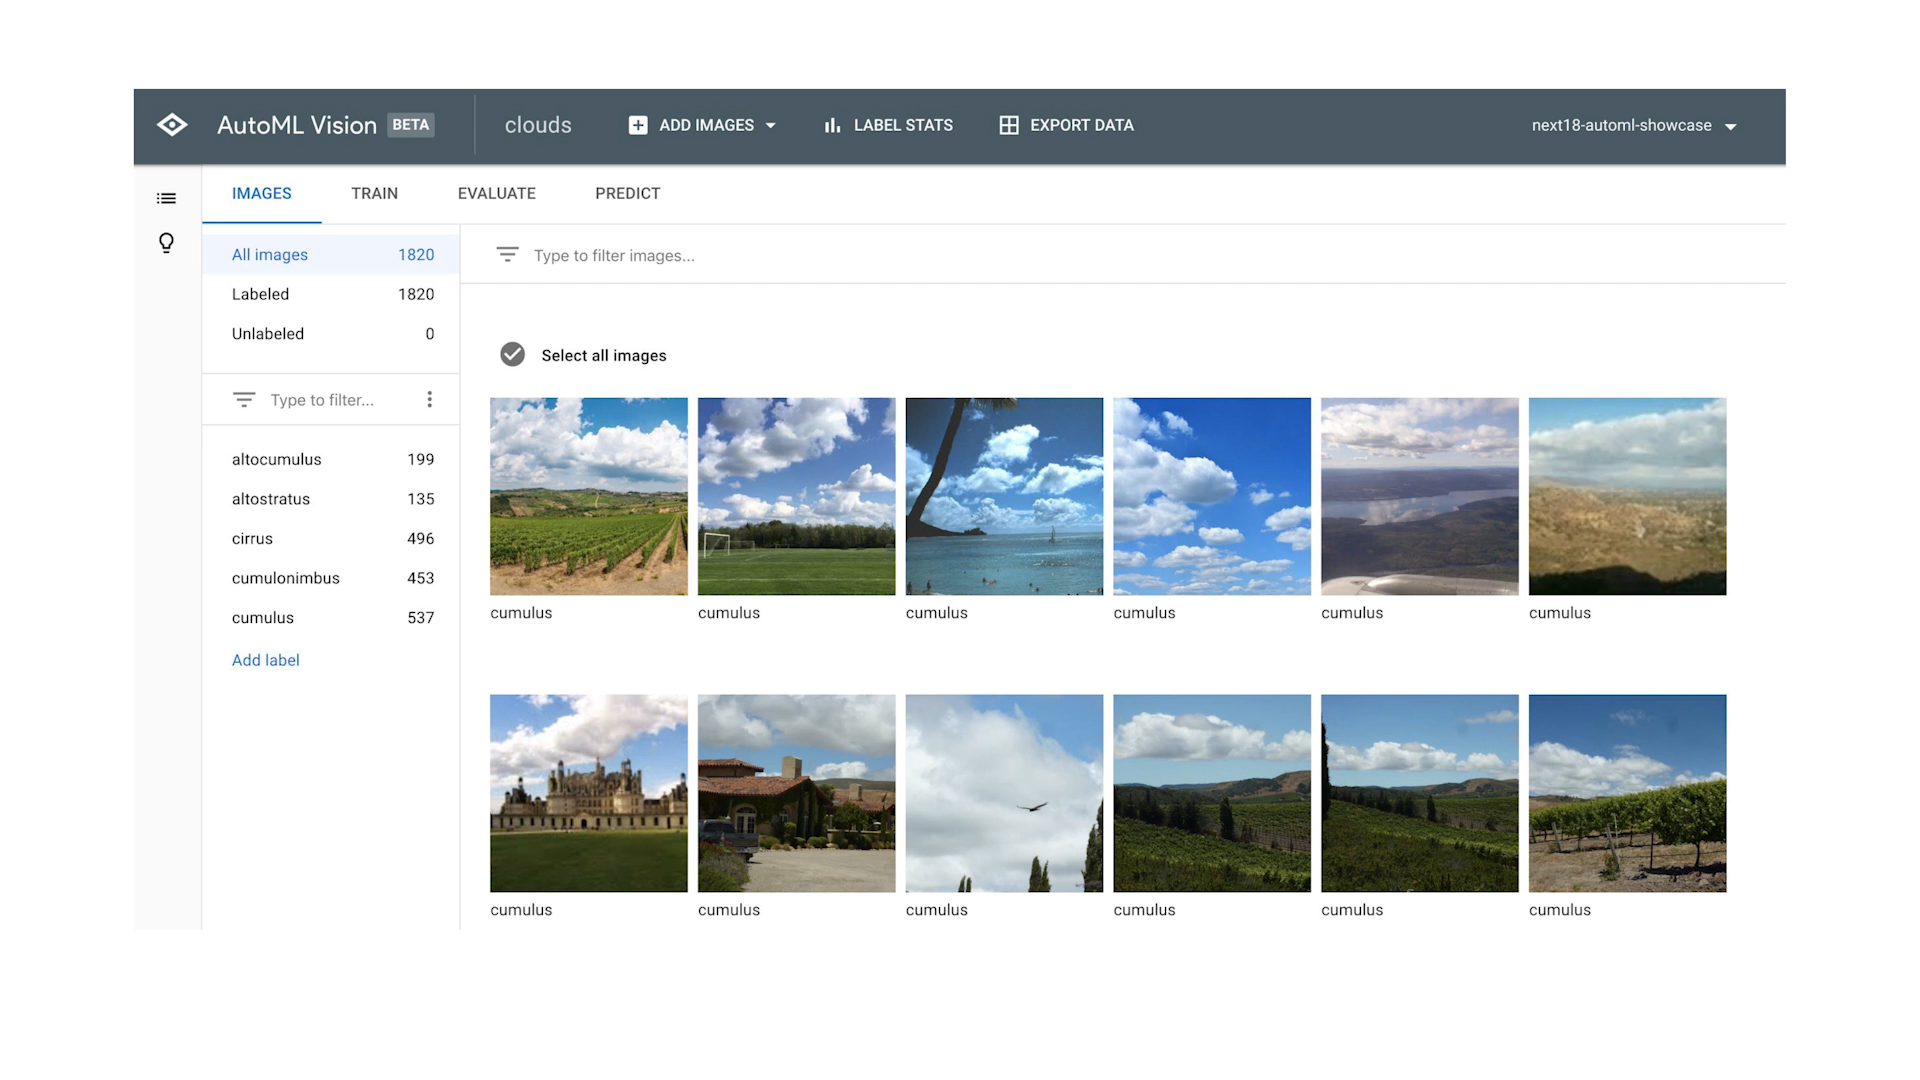 AutoML Vision BETA clouds ADD IMAGES LABEL STATS EXPORT DATA next18-automl-showcase
IMAGES TRAIN EVALUATE PREDICT
All images 1820
Type to filter images...
Labeled 1820
Unlabeled 0
Select all images
Type to filter...
altocumulus 199
altostratus 135
cirrus 496
cumulonimbus 453
cumulus 537
Add label
cumulus cumulus cumulus cumulus cumulus cumulus
cumulus cumulus cumulus cumulus cumulus cumulus